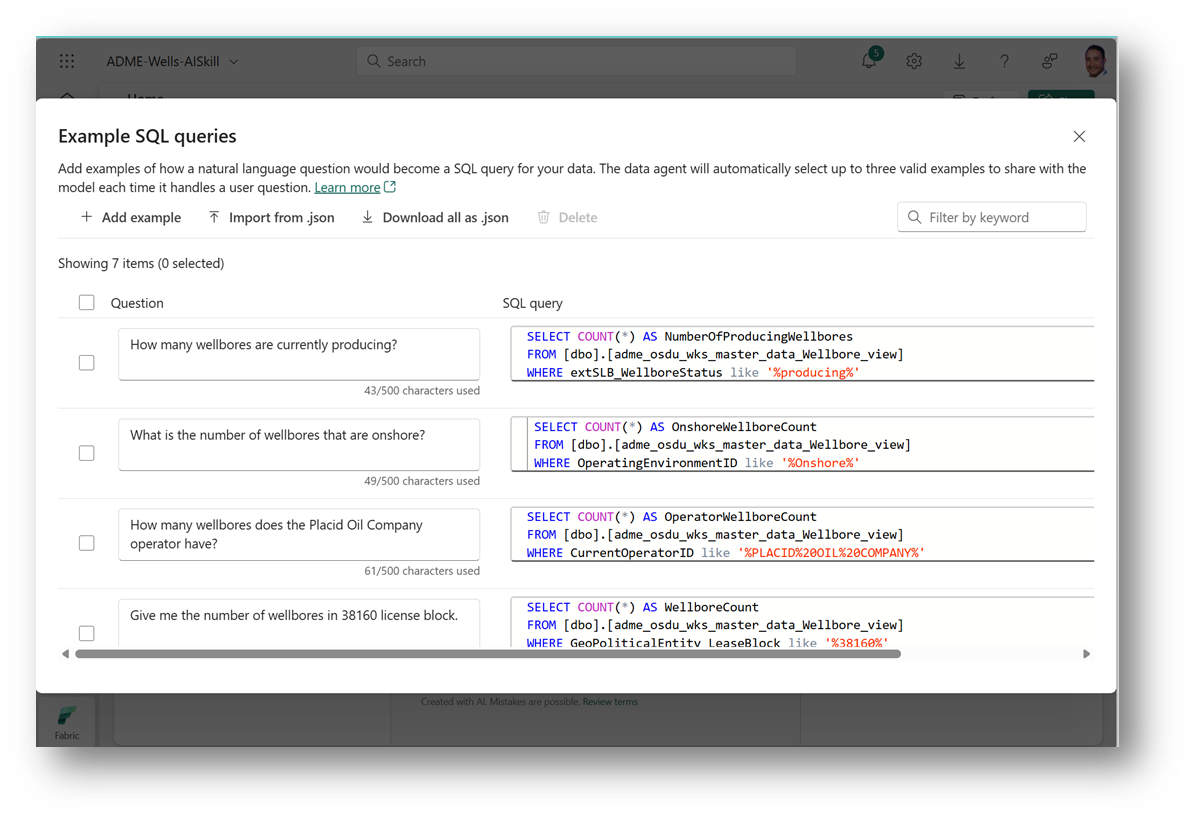 ADME-Wells-AISkill
Search
5
Home
Example SQL queries
Add examples of how a natural language question would become a SQL query for your data. The data agent will automatically select up to three valid examples to share with the
model each time it handles a user question. Learn more
Add example
Import from .json
Download all as .json
Delete
Filter by keyword
Showing 7 items (0 selected)
Question
SQL query
How many wellbores are currently producing?
43/500 characters used
SELECT COUNT(*) AS NumberOfProducingWellbores
FROM [dbo].[adme_osdu_wks_master_data_Wellbore_view]
WHERE extSLB_WellboreStatus like '%producing%'
What is the number of wellbores that are onshore?
49/500 characters used
SELECT COUNT(*) AS OnshoreWellboreCount
FROM [dbo].[adme_osdu_wks_master_data_Wellbore_view]
WHERE OperatingEnvironmentID like '%Onshore%'
How many wellbores does the Placid Oil Company
operator have?
61/500 characters used
SELECT COUNT(*) AS OperatorWellboreCount
FROM [dbo].[adme_osdu_wks_master_data_Wellbore_view]
WHERE CurrentOperatorID like '%PLACID%20OIL%20COMPANY%'
Give me the number of wellbores in 38160 license block.
SELECT COUNT(*) AS WellboreCount
FROM [dbo].[adme_osdu_wks_master_data_Wellbore_view]
WHERE GeoPoliticalEntity_LeaseBlock like '%38160%'
Created with AI. Mistakes are possible. Review terms
Fabric